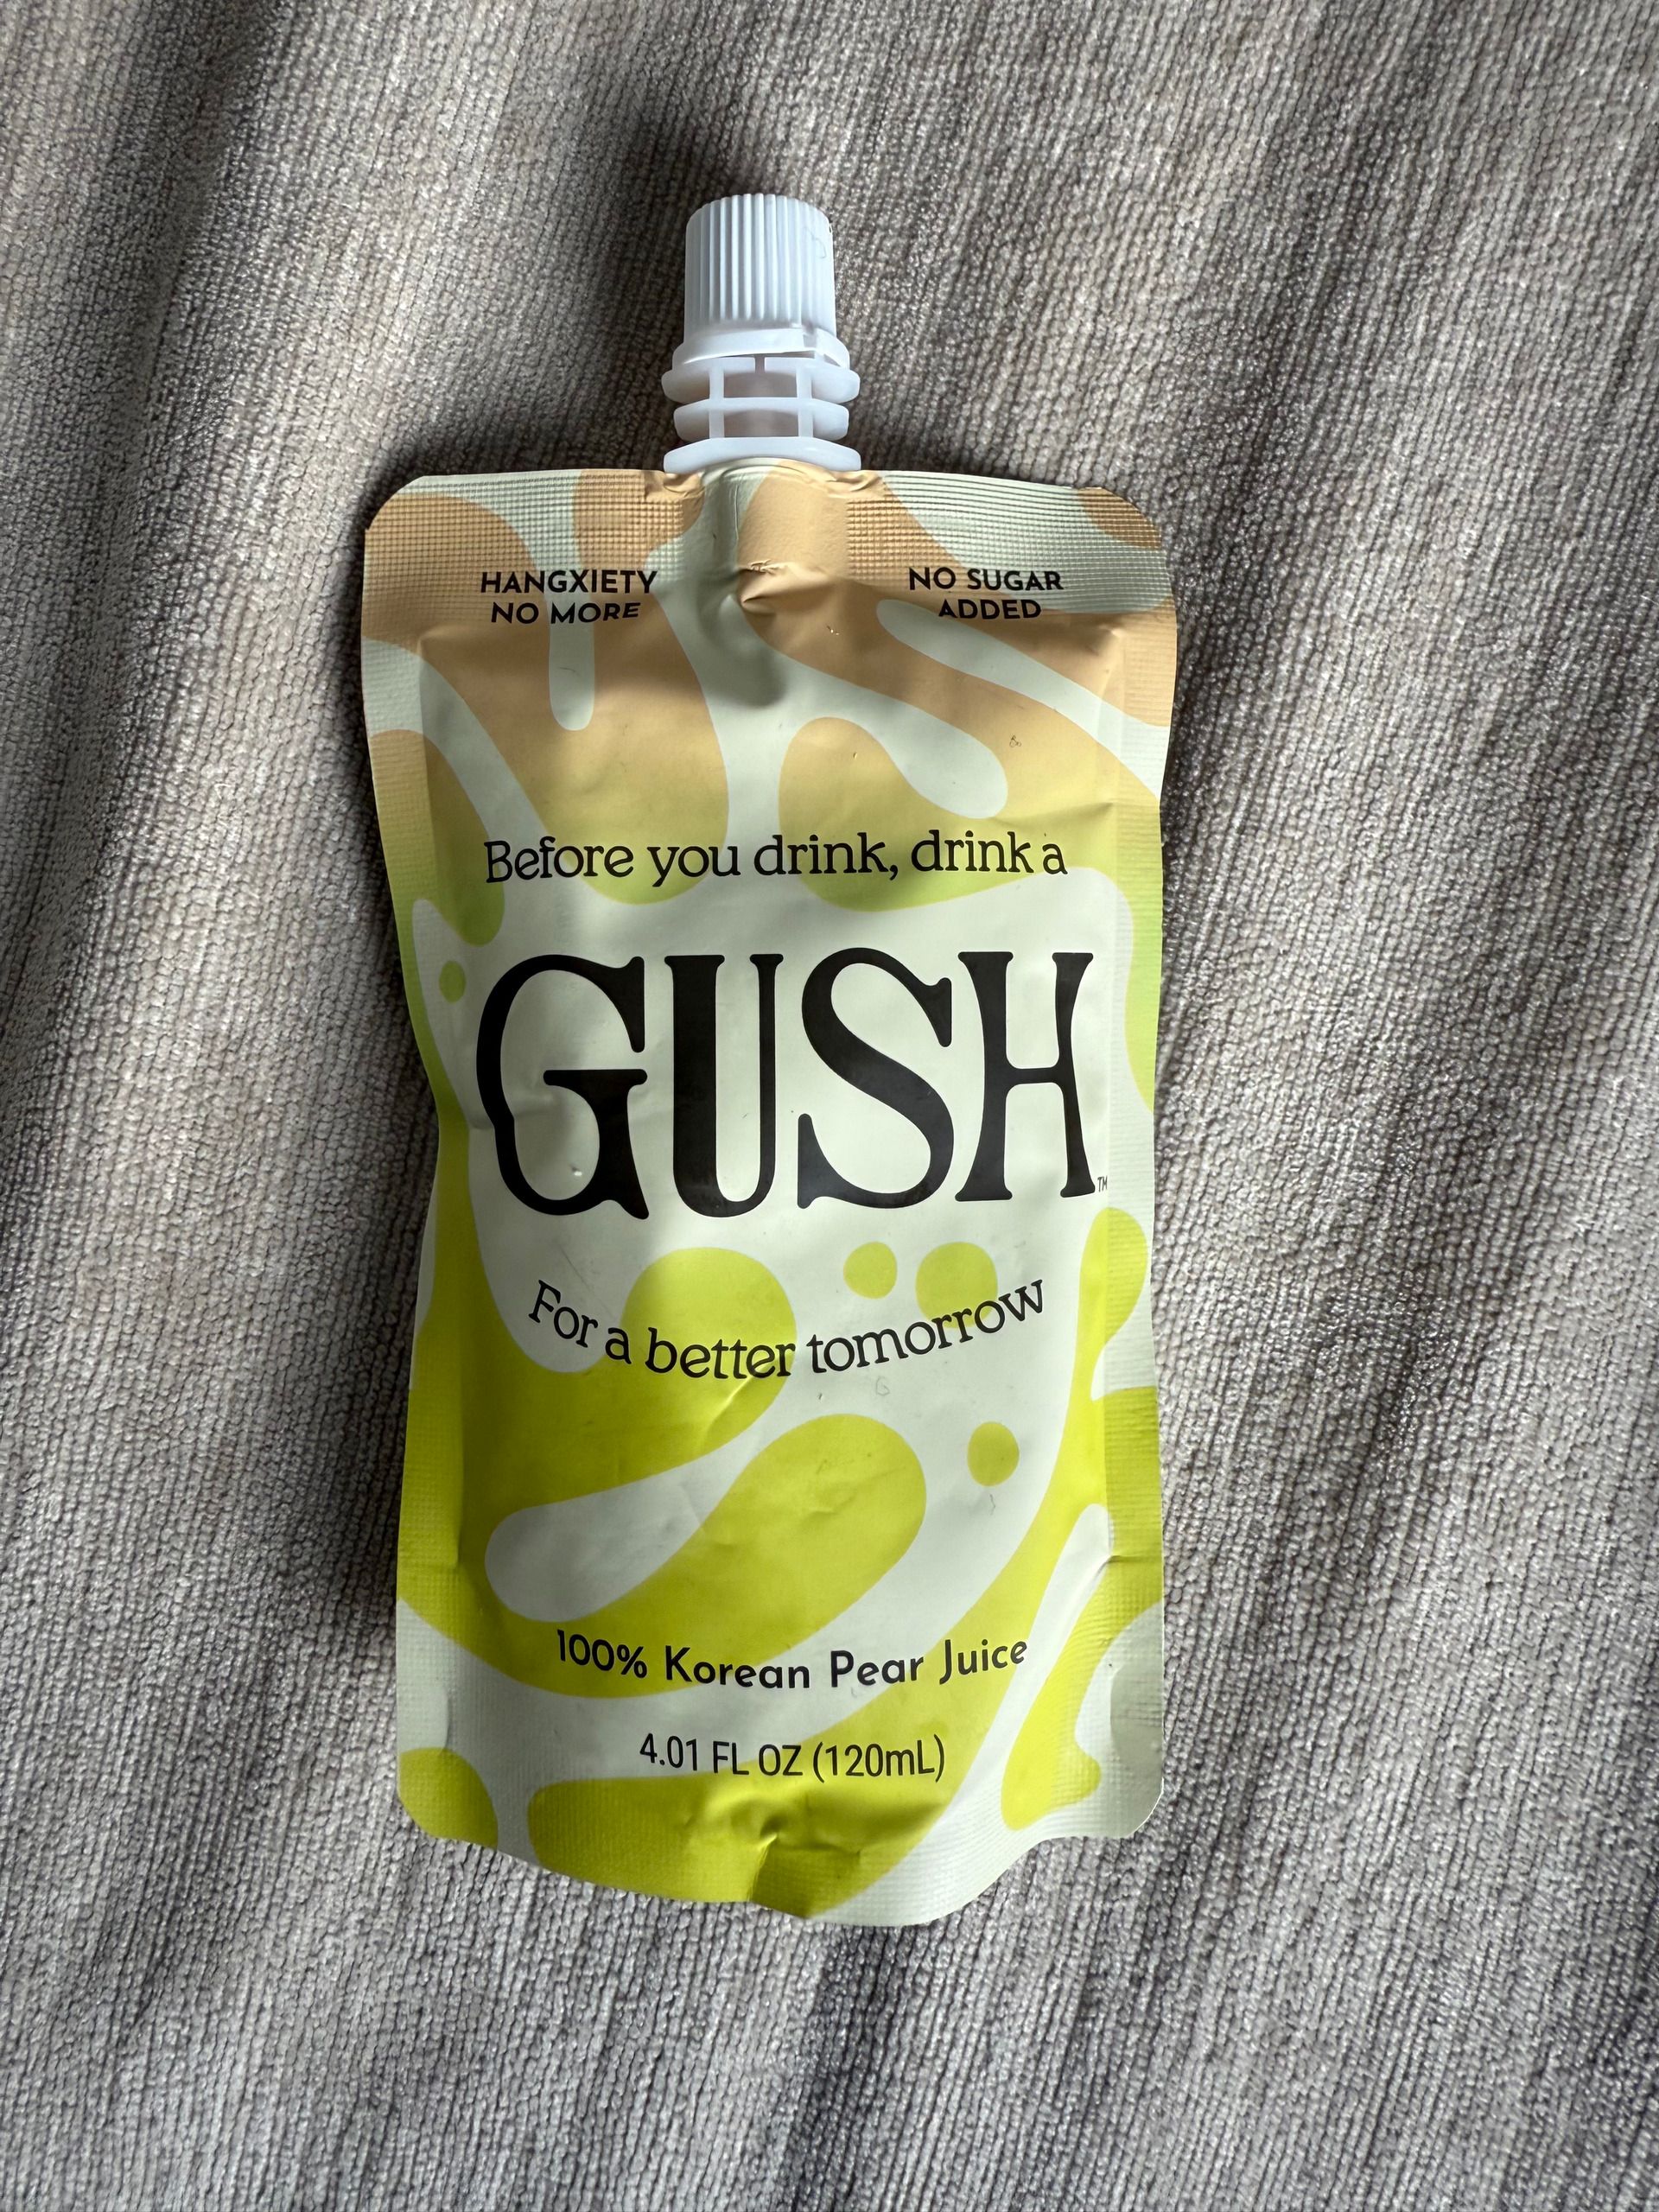 HANGXIETY
NO MORE
NO SUGAR
ADDED
Before you drink, drink a
GUSH™
For a better tomorrow
100% Korean Pear Juice
4.01 FL OZ (120mL)